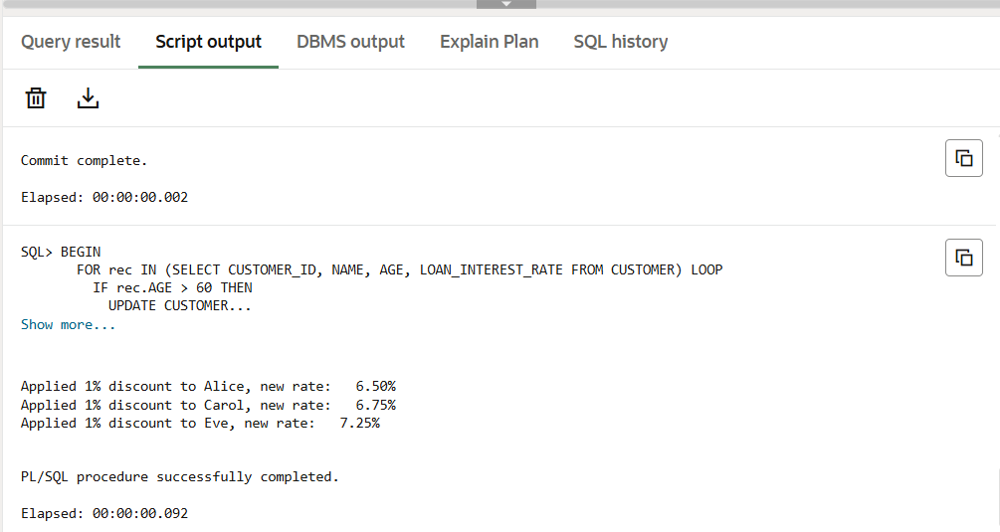 Query result Script output DBMS output Explain Plan SQL history
Commit complete.
Elapsed: 00:00:00.002
SQL> BEGIN
FOR rec IN (SELECT CUSTOMER_ID, NAME, AGE, LOAN_INTEREST_RATE FROM CUSTOMER) LOOP
IF rec.AGE > 60 THEN
UPDATE CUSTOMER...
Show more...
Applied 1% discount to Alice, new rate:   6.50%
Applied 1% discount to Carol, new rate:   6.75%
Applied 1% discount to Eve, new rate:   7.25%
PL/SQL procedure successfully completed.
Elapsed: 00:00:00.092